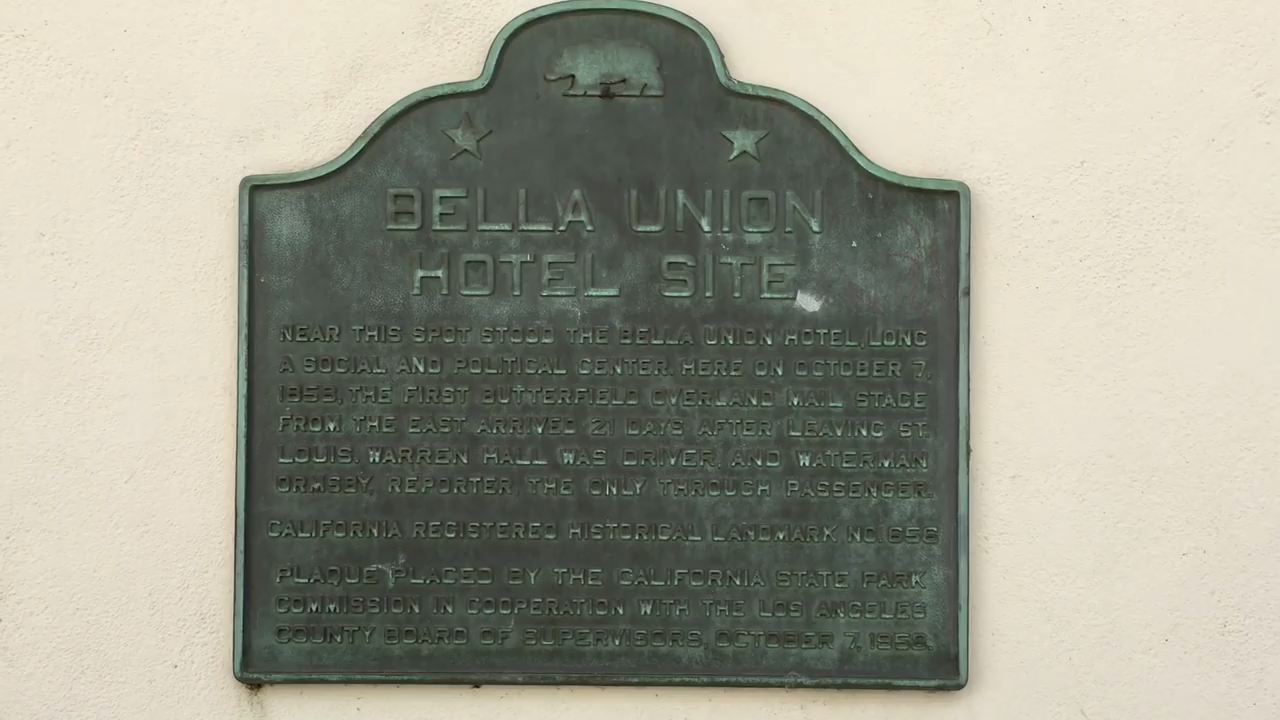 BELLA UNION
HOTEL SITE
NEAR THIS SPOT STOOD THE BELLA UNION HOTEL, LONG
A SOCIAL AND POLITICAL CENTER. HERE ON OCTOBER 7,
1858, THE FIRST BUTTERFIELD OVERLAND MAIL STAGE
FROM THE EAST ARRIVED 21 DAYS AFTER LEAVING ST.
LOUIS. WARREN HALL WAS DRIVER, AND WATERMAN
ORMSBY, REPORTER, THE ONLY THROUGH PASSENGER.
CALIFORNIA REGISTERED HISTORICAL LANDMARK NO. 656
PLAQUE PLACED BY THE CALIFORNIA STATE PARK
COMMISSION IN COOPERATION WITH THE LOS ANGELES
COUNTY BOARD OF SUPERVISORS, OCTOBER 7, 1958.